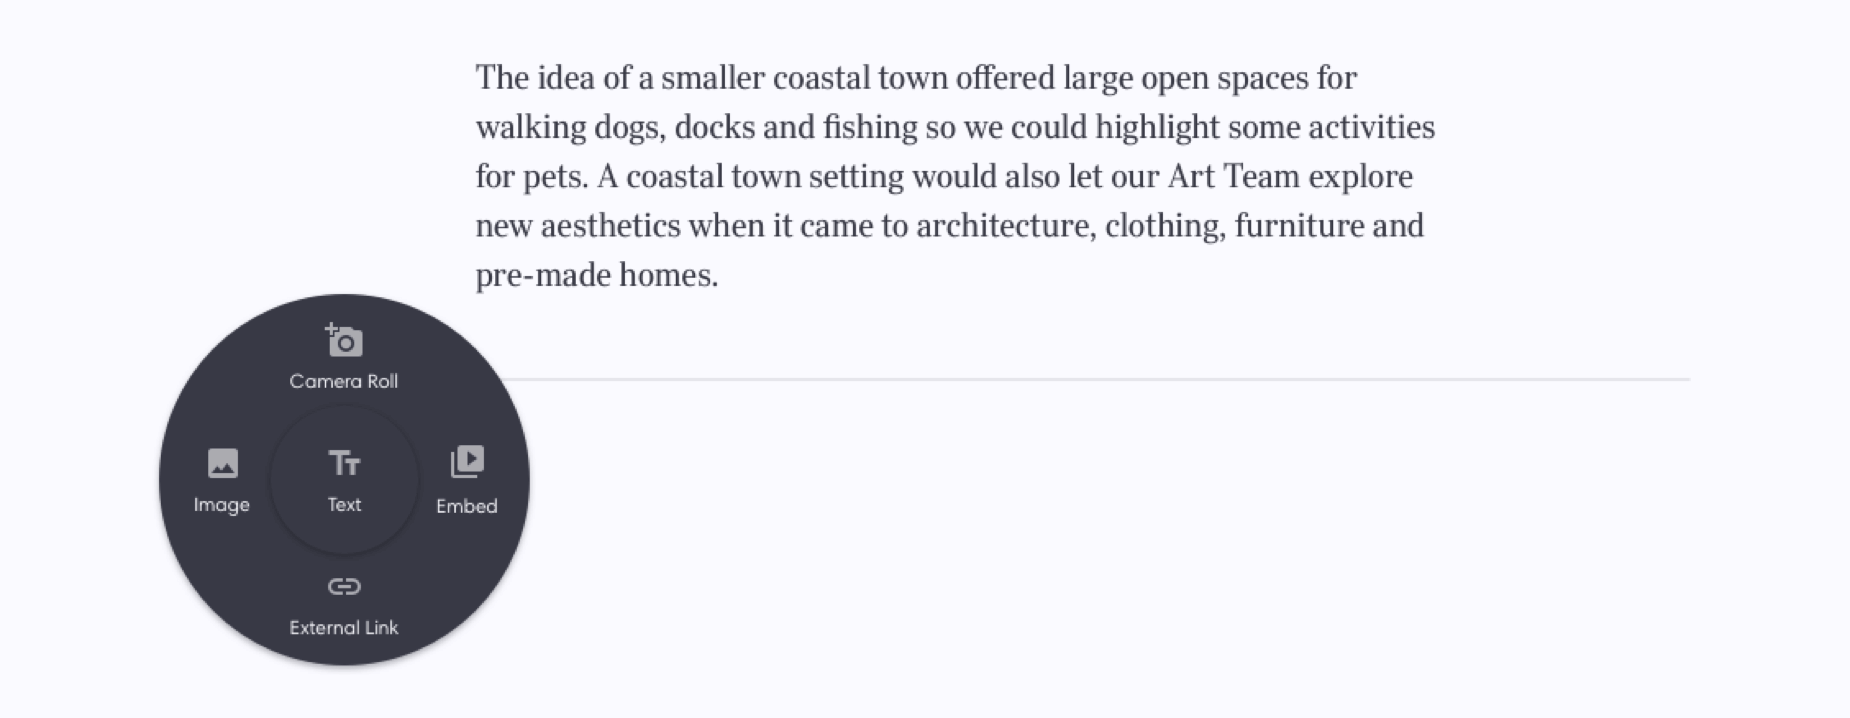 The idea of a smaller coastal town offered large open spaces for
walking dogs, docks and fishing so we could highlight some activities
for pets. A coastal town setting would also let our Art Team explore
new aesthetics when it came to architecture, clothing, furniture and
pre-made homes.
Camera Roll
Image
Text
Embed
External Link